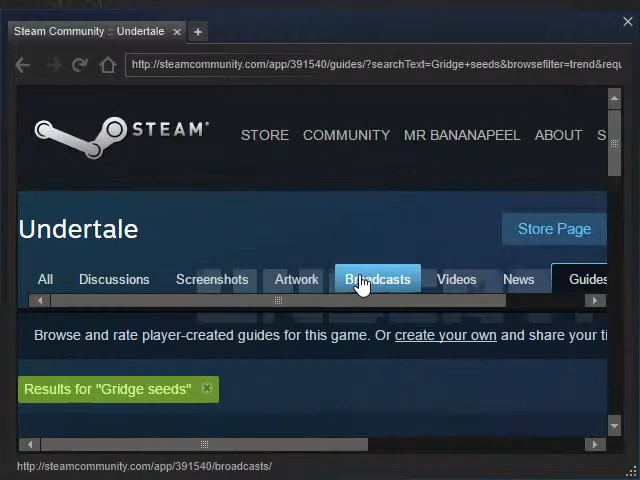 Steam Community :: Undertale
http://steamcommunity.com/app/391540/guides/?searchText=Gridge+seeds&browsefilter=trend&requ
STEAM
STORE COMMUNITY MR BANANAPEEL ABOUT S
Undertale
Store Page
All Discussions Screenshots Artwork Broadcasts Videos News Guides
Browse and rate player-created guides for this game. Or create your own and share your ti
Results for "Gridge seeds"
http://steamcommunity.com/app/391540/broadcasts/